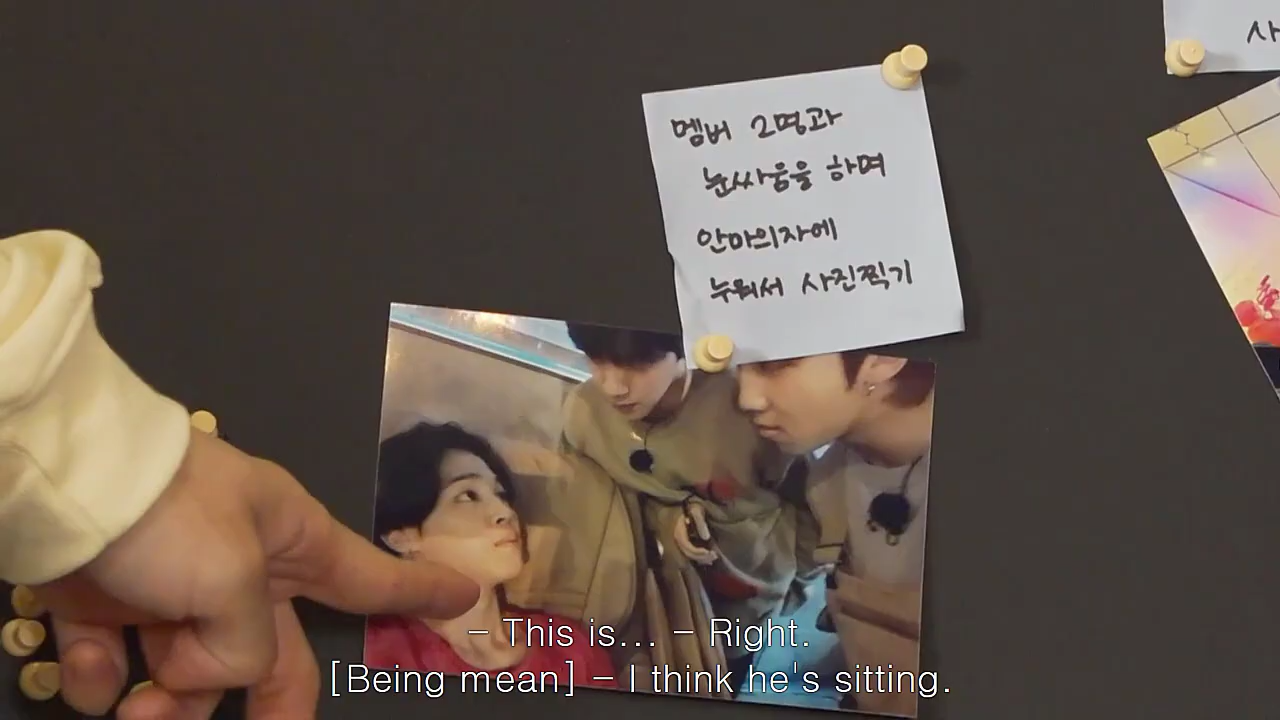 멤버 2명과
눈싸움을 하며
안마의자에
누워서 사진찍기
사
– This is... – Right.
[Being mean] – I think he's sitting.